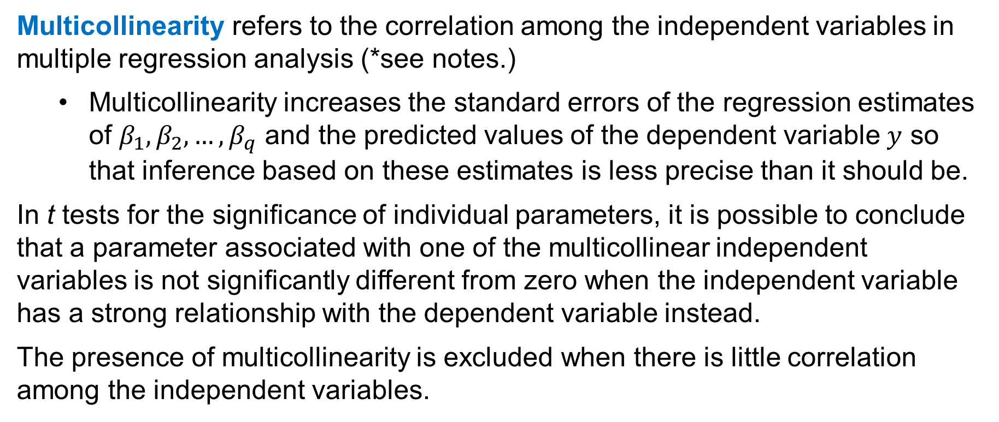 Multicollinearity refers to the correlation among the independent variables in
multiple regression analysis (*see notes.)
• Multicollinearity increases the standard errors of the regression estimates
of β₁, β₂, … , β_q and the predicted values of the dependent variable y so
that inference based on these estimates is less precise than it should be.
In t tests for the significance of individual parameters, it is possible to conclude
that a parameter associated with one of the multicollinear independent
variables is not significantly different from zero when the independent variable
has a strong relationship with the dependent variable instead.
The presence of multicollinearity is excluded when there is little correlation
among the independent variables.